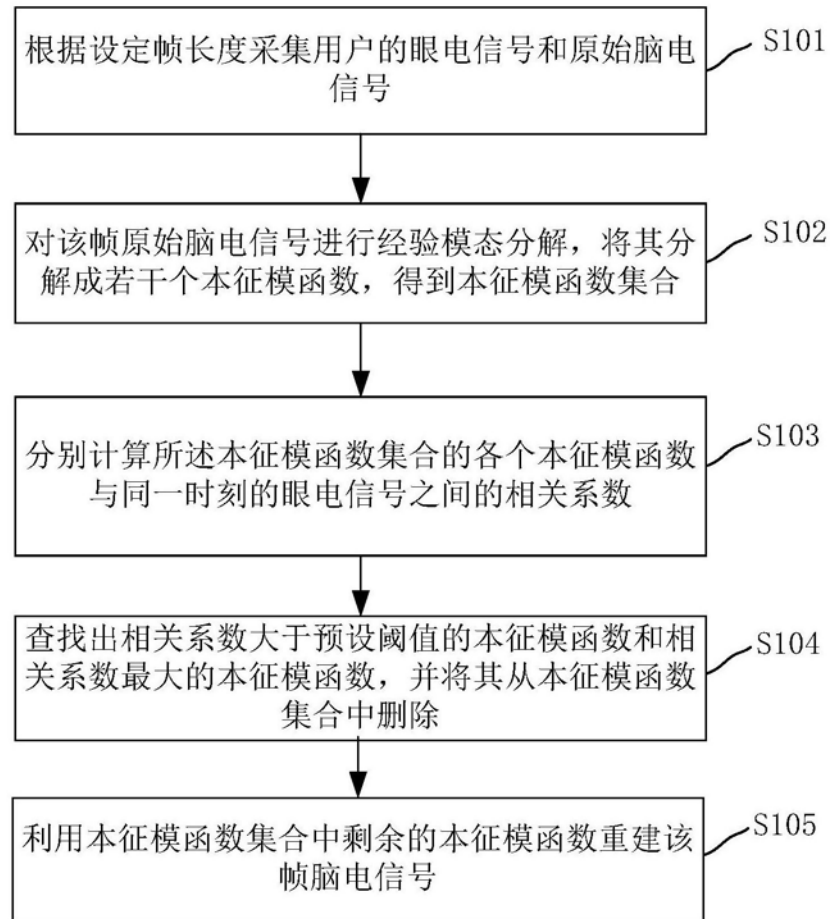 根据设定帧长度采集用户的眼电信号和原始脑电
信号
S101
对该帧原始脑电信号进行经验模态分解，将其分
解成若干个本征模函数，得到本征模函数集合
S102
分别计算所述本征模函数集合的各个本征模函数
与同一时刻的眼电信号之间的相关系数
S103
查找出相关系数大于预设阈值的本征模函数和相
关系数最大的本征模函数，并将其从本征模函数
集合中删除
S104
利用本征模函数集合中剩余的本征模函数重建该
帧脑电信号
S105